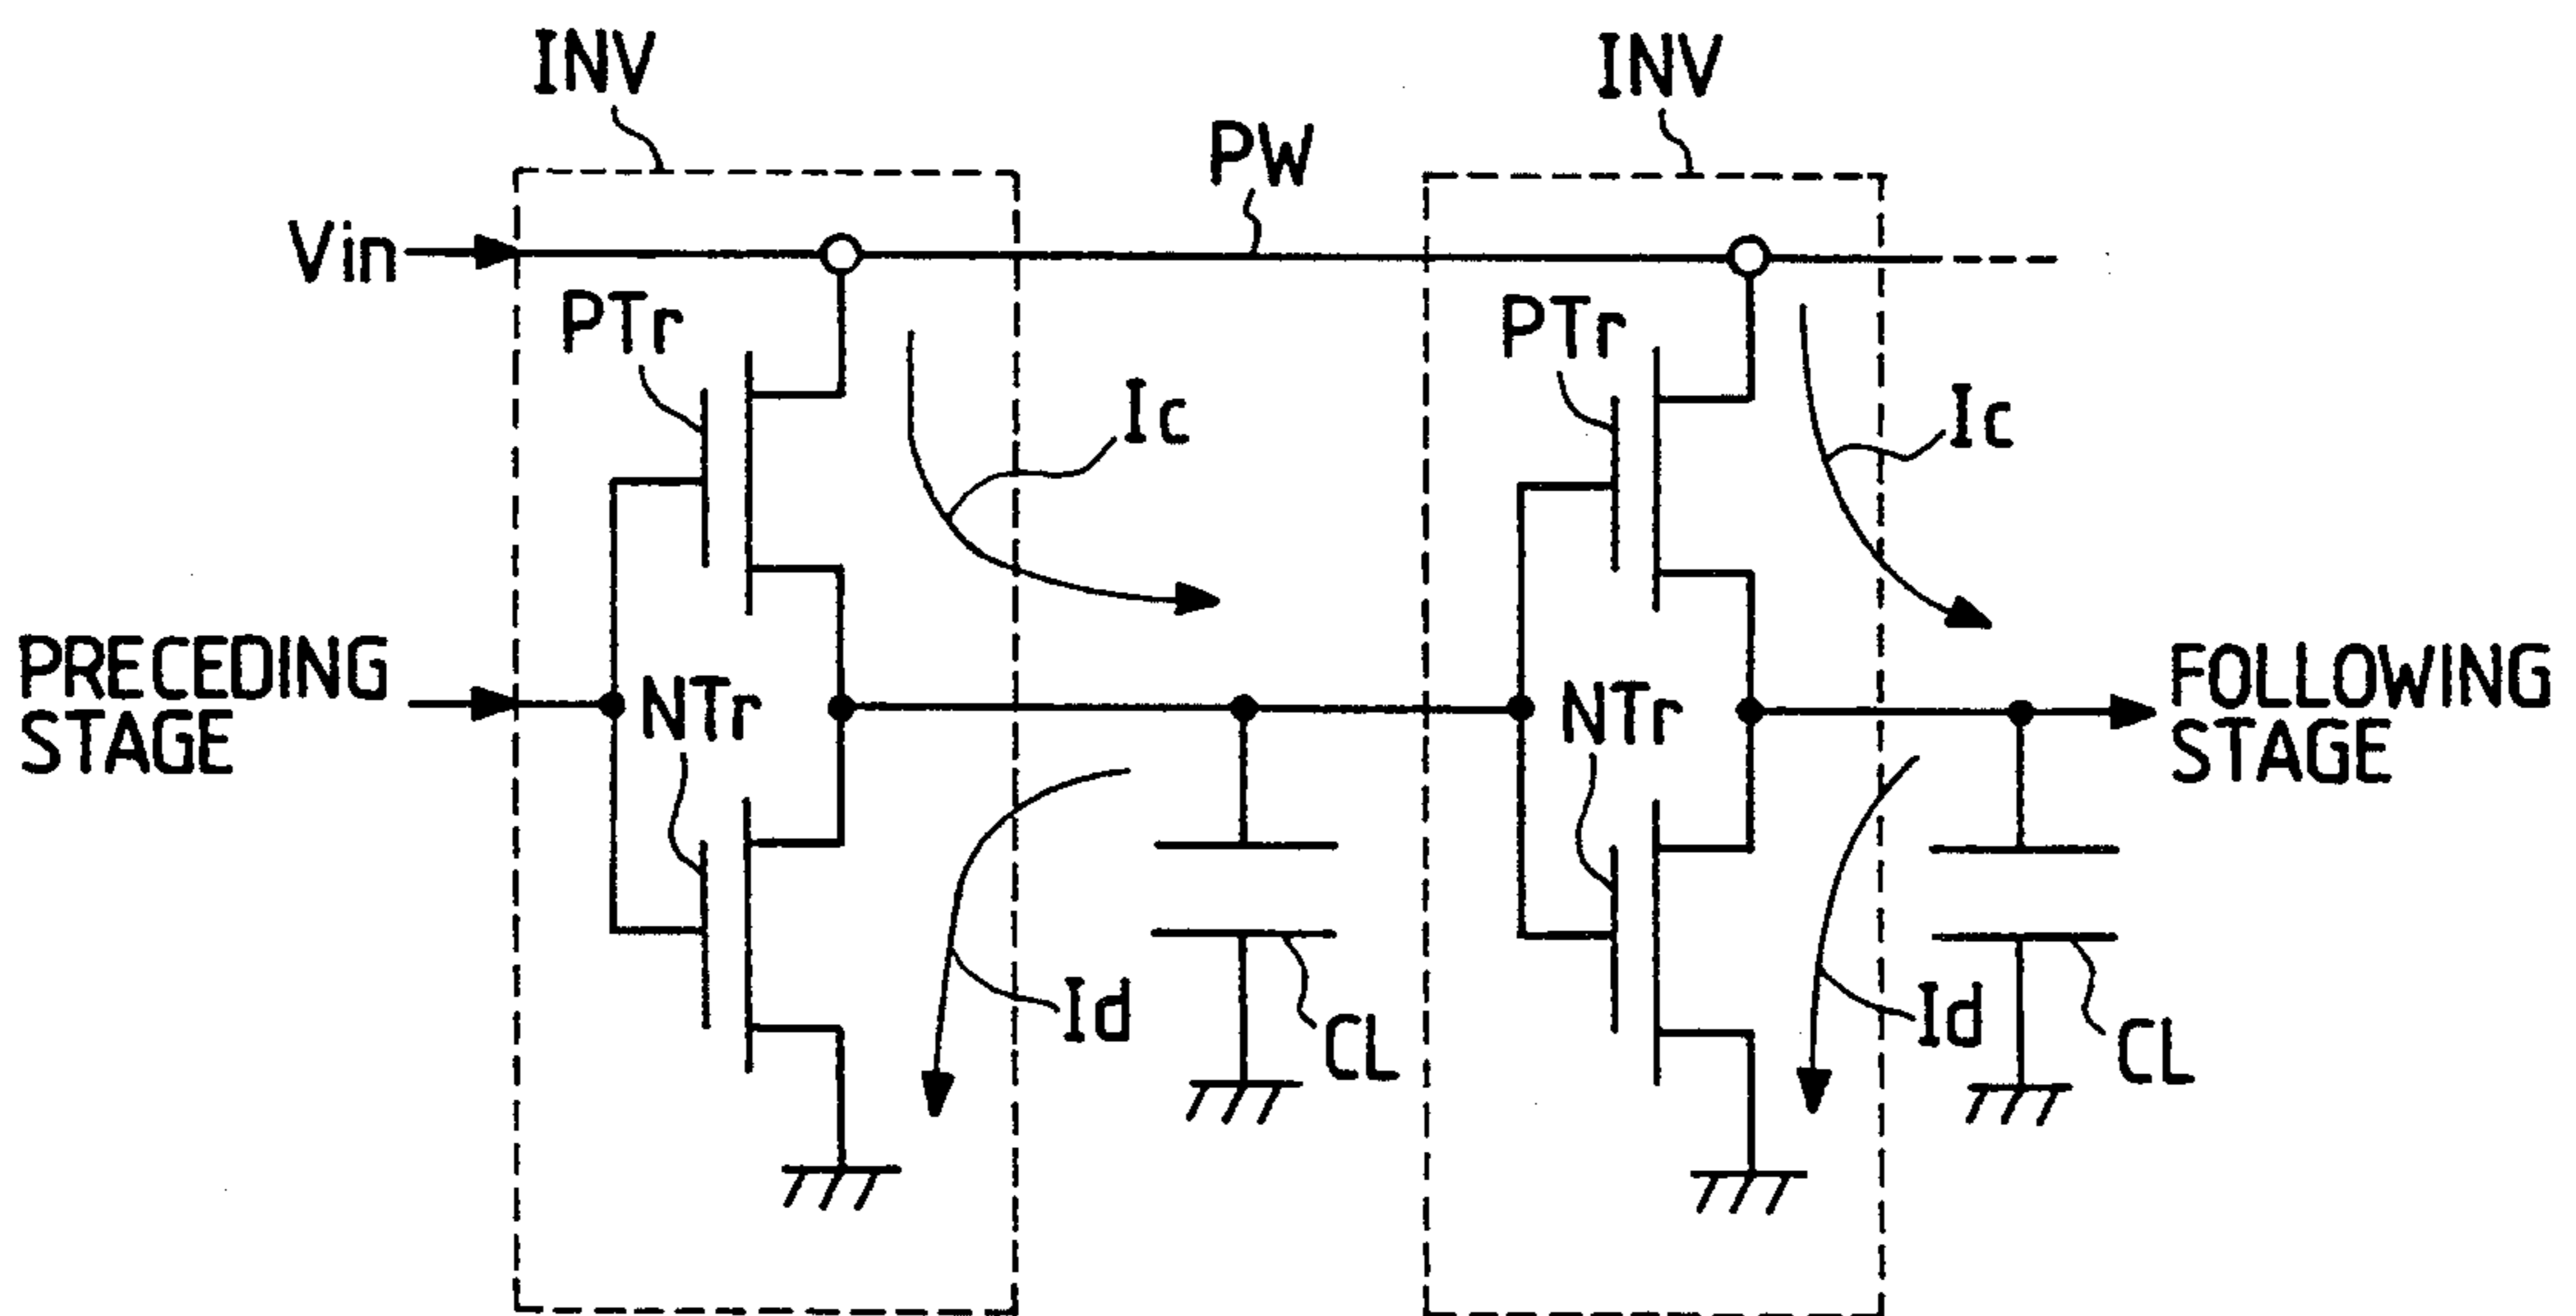 INV
INV
PW
Vin
PTr
PTr
Ic
Ic
PRECEDING
STAGE
NTr
NTr
FOLLOWING
STAGE
Id
CL
Id
CL